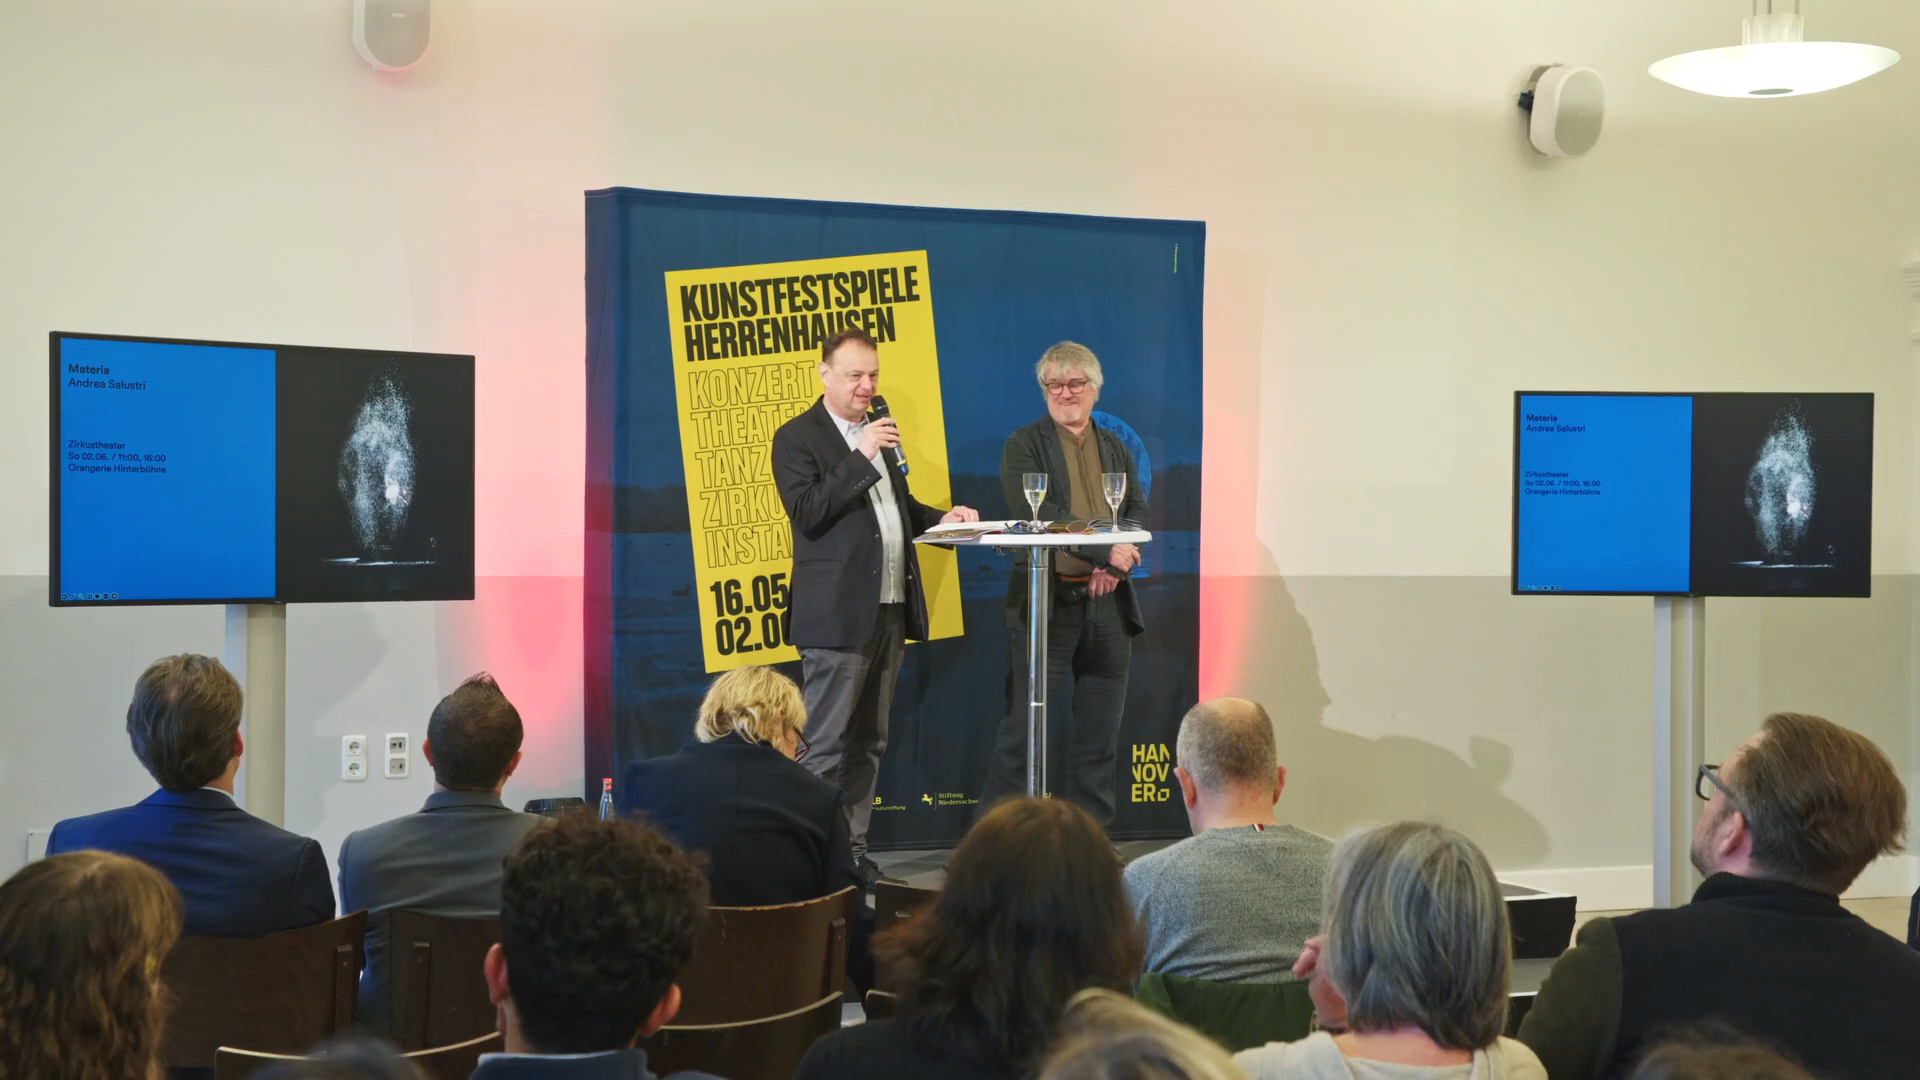 Materia
Andrea Salustri
Zirkustheater
So 02.06. / 11:00, 16:00
Orangerie Hinterbühne
KUNSTFESTSPIELE
HERRENHAUSEN
KONZERT
THEATE
TANZ
ZIRKU
INSTA
16.05
02.0
Stiftung
Niedersachse
HAN
NOV
ER
Materia
Andrea Salustri
Zirkustheater
So 02.06. / 11:00, 16:00
Orangerie Hinterbühne